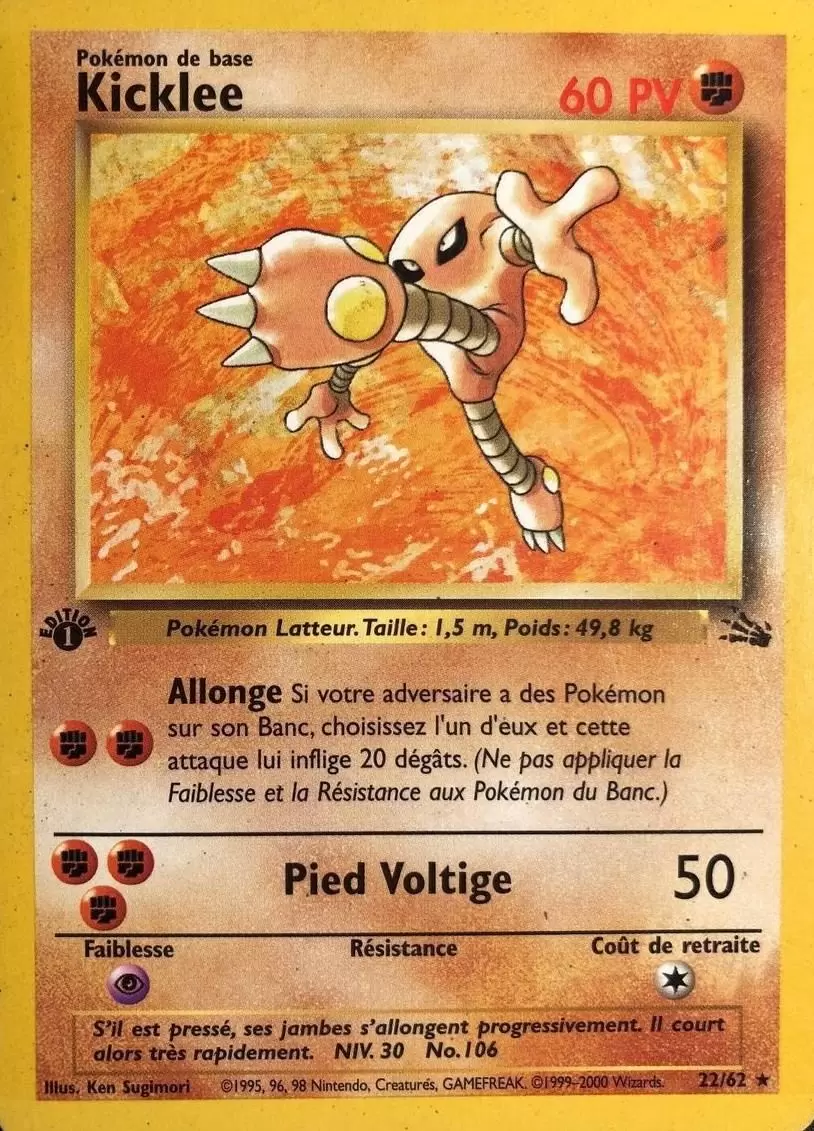 Pokémon de base
Kicklee
60 PV
EDITION
1
Pokémon Latteur. Taille: 1,5 m, Poids: 49,8 kg
Allonge Si votre adversaire a des Pokémon
sur son Banc, choisissez l'un d'eux et cette
attaque lui inflige 20 dégâts. (Ne pas appliquer la
Faiblesse et la Résistance aux Pokémon du Banc.)
Pied Voltige 50
Faiblesse Résistance Coût de retraite
S'il est pressé, ses jambes s'allongent progressivement. Il court
alors très rapidement. NIV. 30 No. 106
Illus. Ken Sugimori ©1995, 96, 98 Nintendo, Creatures, GAMEFREAK. ©1999-2000 Wizards. 22/62 ★